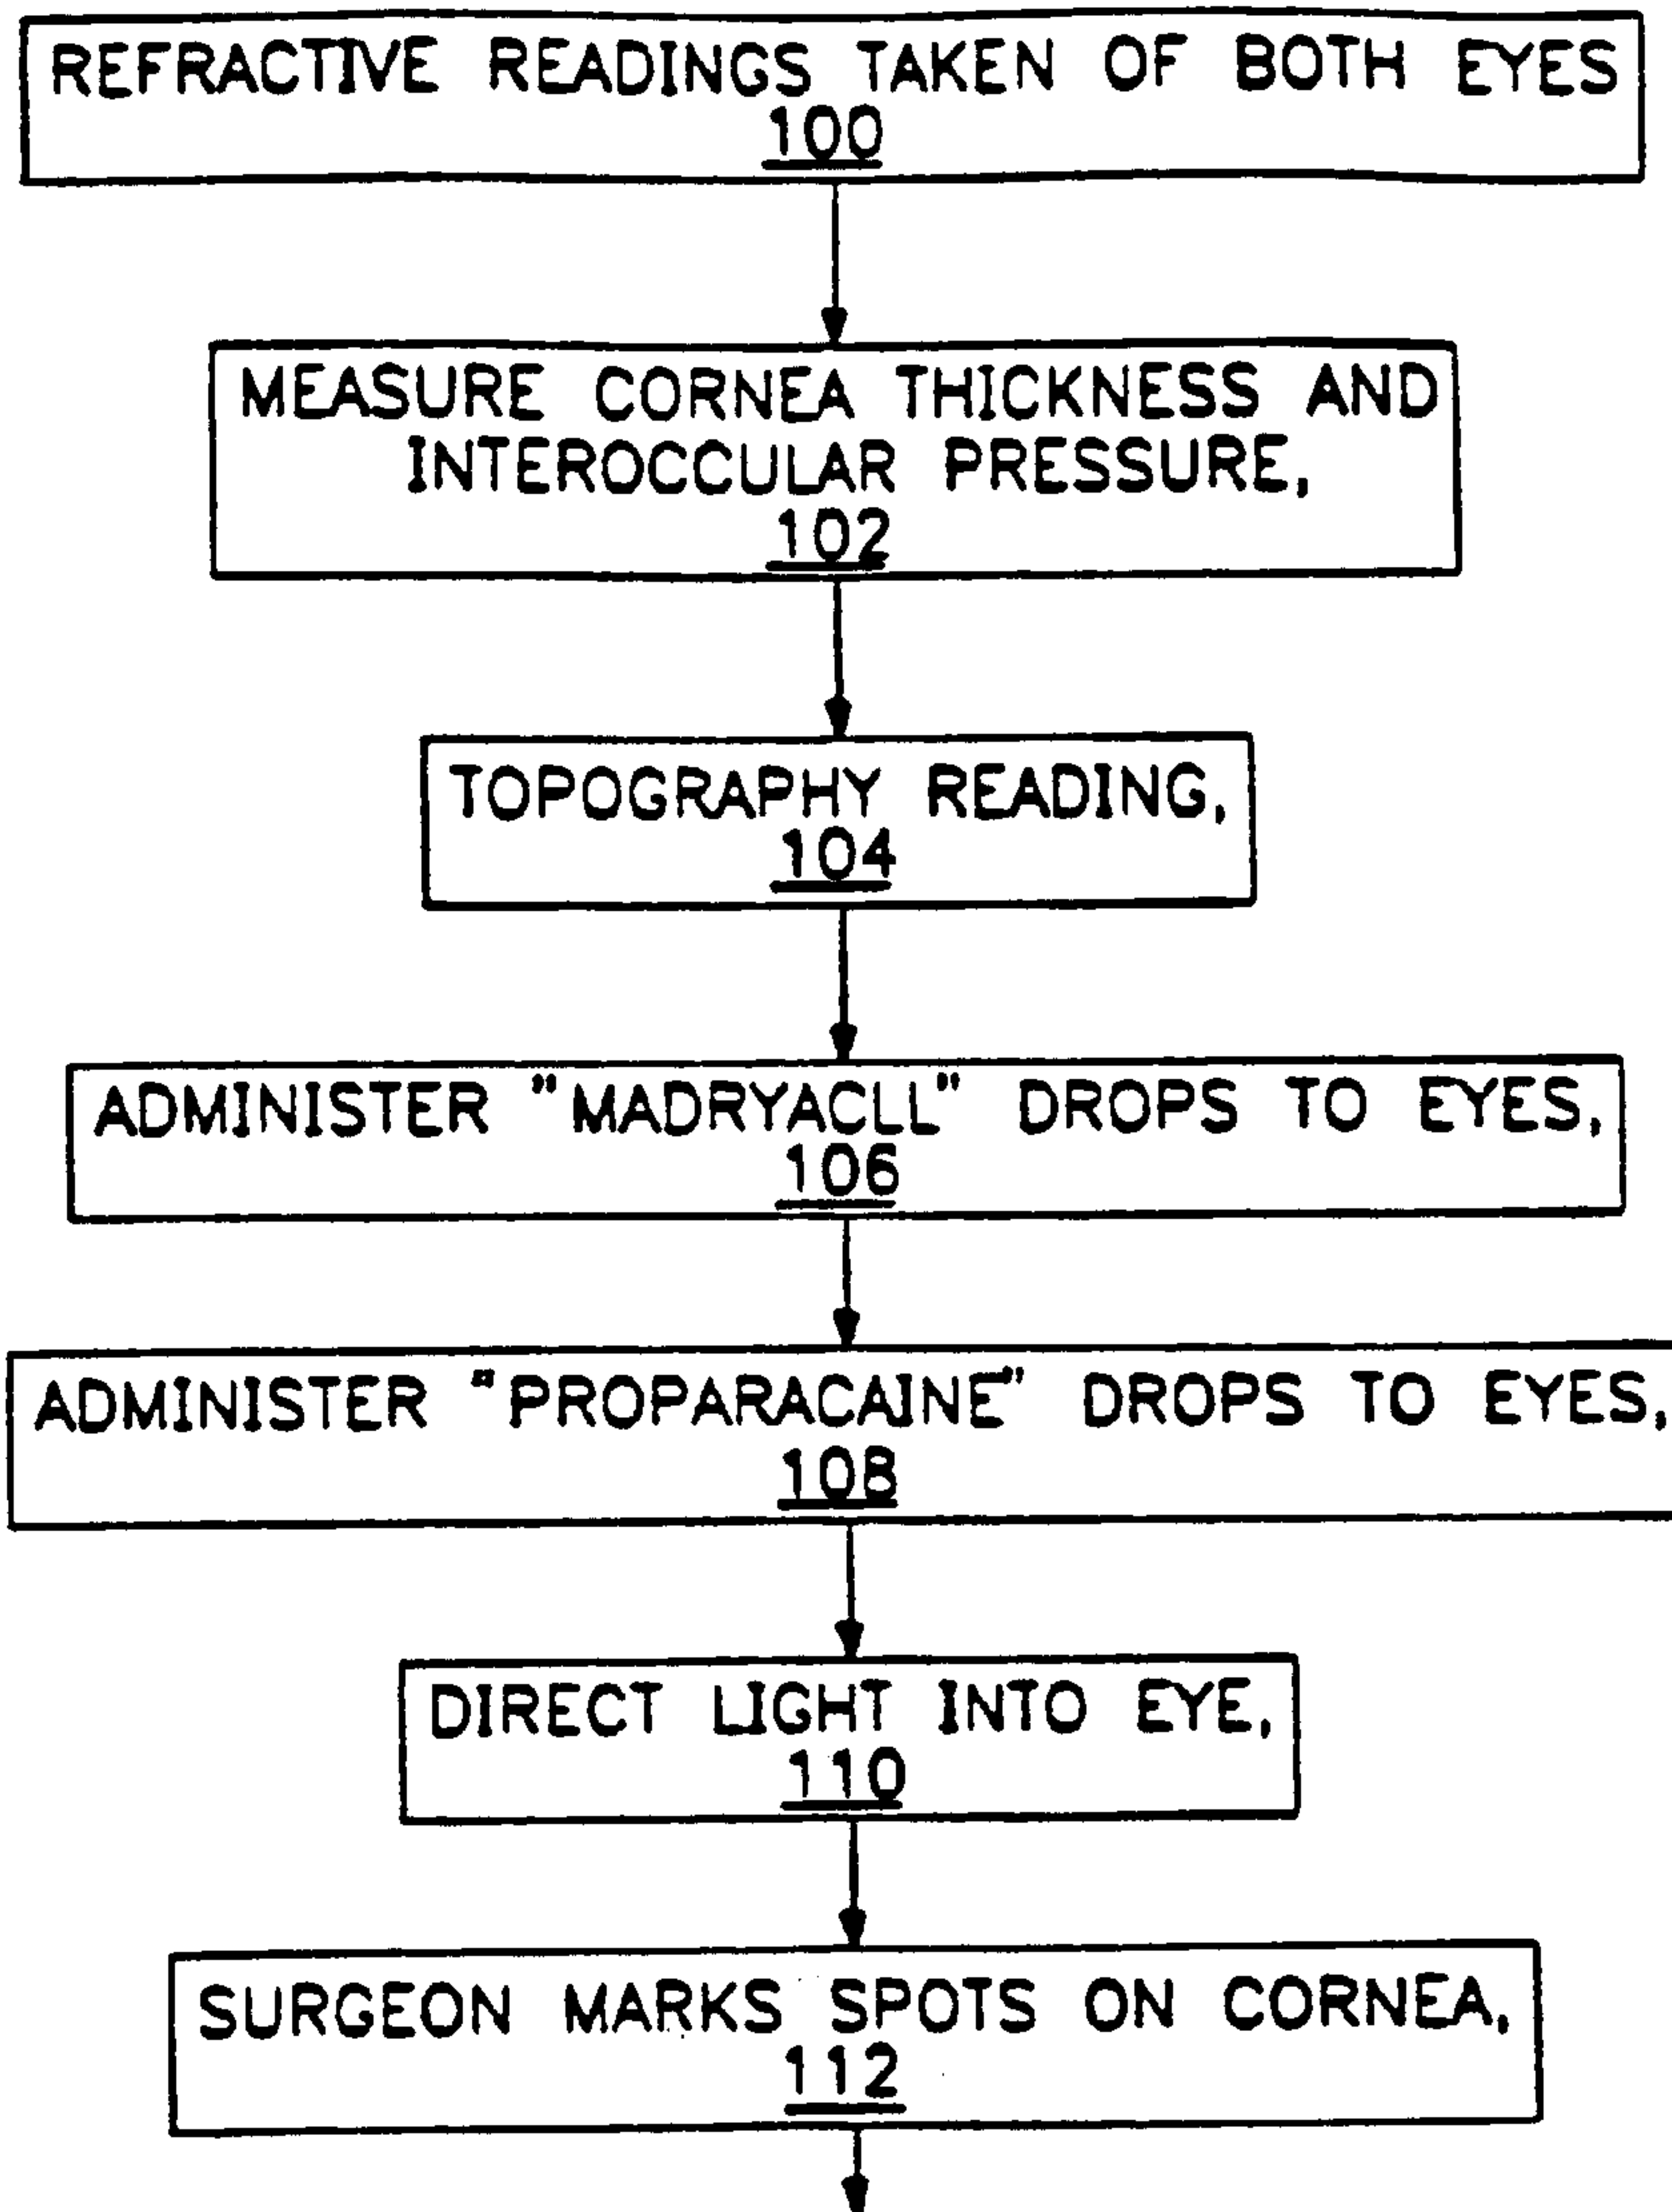 REFRACTIVE READINGS TAKEN OF BOTH EYES
100
MEASURE CORNEA THICKNESS AND
INTEROCCULAR PRESSURE,
102
TOPOGRAPHY READING,
104
ADMINISTER "MADRYACLL" DROPS TO EYES,
106
ADMINISTER "PROPARACAINE" DROPS TO EYES,
108
DIRECT LIGHT INTO EYE,
110
SURGEON MARKS SPOTS ON CORNEA,
112